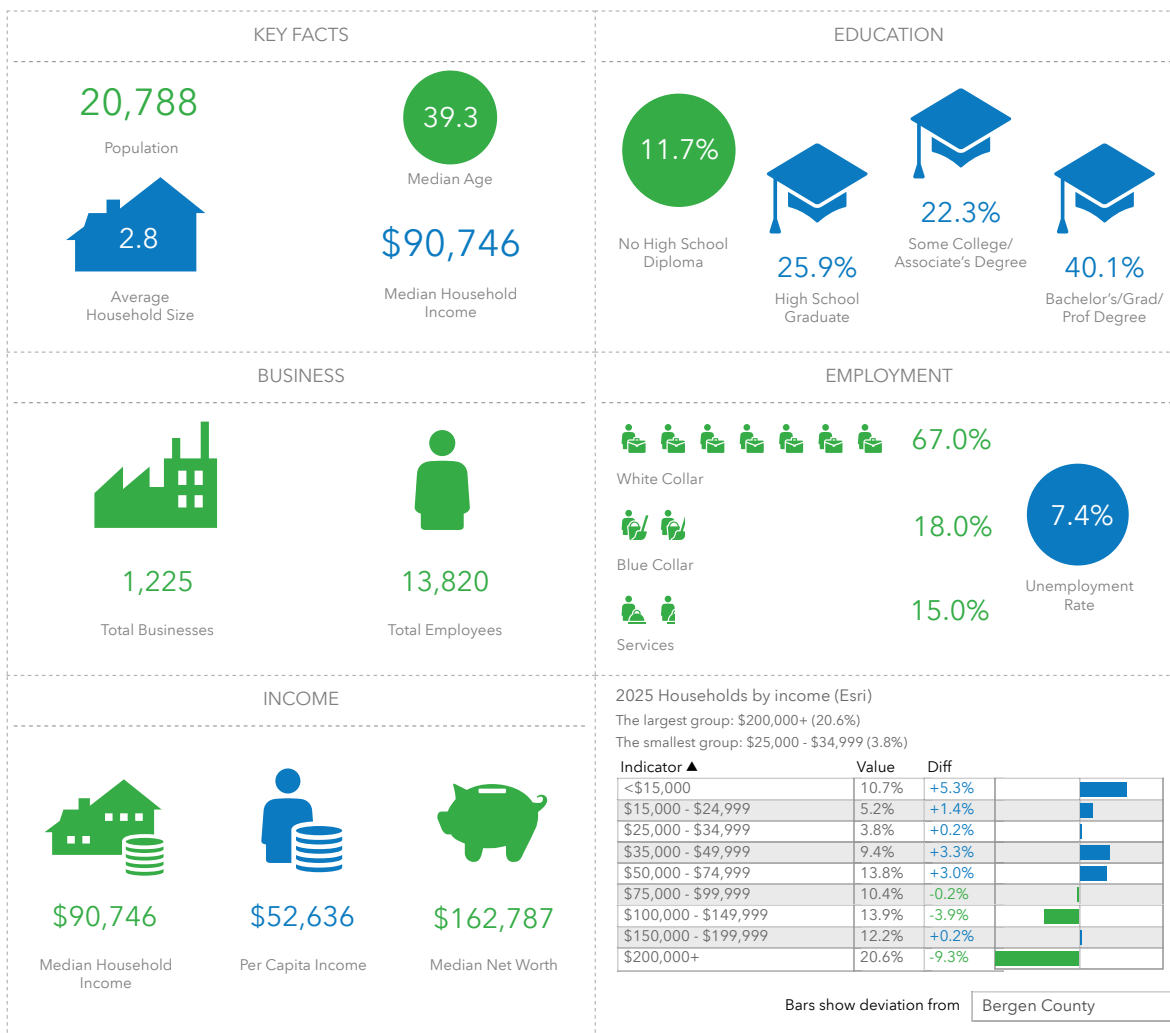 KEY FACTS
20,788
Population
39.3
Median Age
2.8
Average
Household Size
$90,746
Median Household
Income
EDUCATION
11.7%
No High School
Diploma
25.9%
High School
Graduate
22.3%
Some College/
Associate's Degree
40.1%
Bachelor's/Grad/
Prof Degree
BUSINESS
1,225
Total Businesses
13,820
Total Employees
EMPLOYMENT
67.0%
White Collar
18.0%
Blue Collar
15.0%
Services
7.4%
Unemployment
Rate
INCOME
$90,746
Median Household
Income
$52,636
Per Capita Income
$162,787
Median Net Worth
2025 Households by income (Esri)
The largest group: $200,000+ (20.6%)
The smallest group: $25,000 - $34,999 (3.8%)
Indicator ▲ Value Diff
<$15,000 10.7% +5.3%
$15,000 - $24,999 5.2% +1.4%
$25,000 - $34,999 3.8% +0.2%
$35,000 - $49,999 9.4% +3.3%
$50,000 - $74,999 13.8% +3.0%
$75,000 - $99,999 10.4% -0.2%
$100,000 - $149,999 13.9% -3.9%
$150,000 - $199,999 12.2% +0.2%
$200,000+ 20.6% -9.3%
Bars show deviation from Bergen County